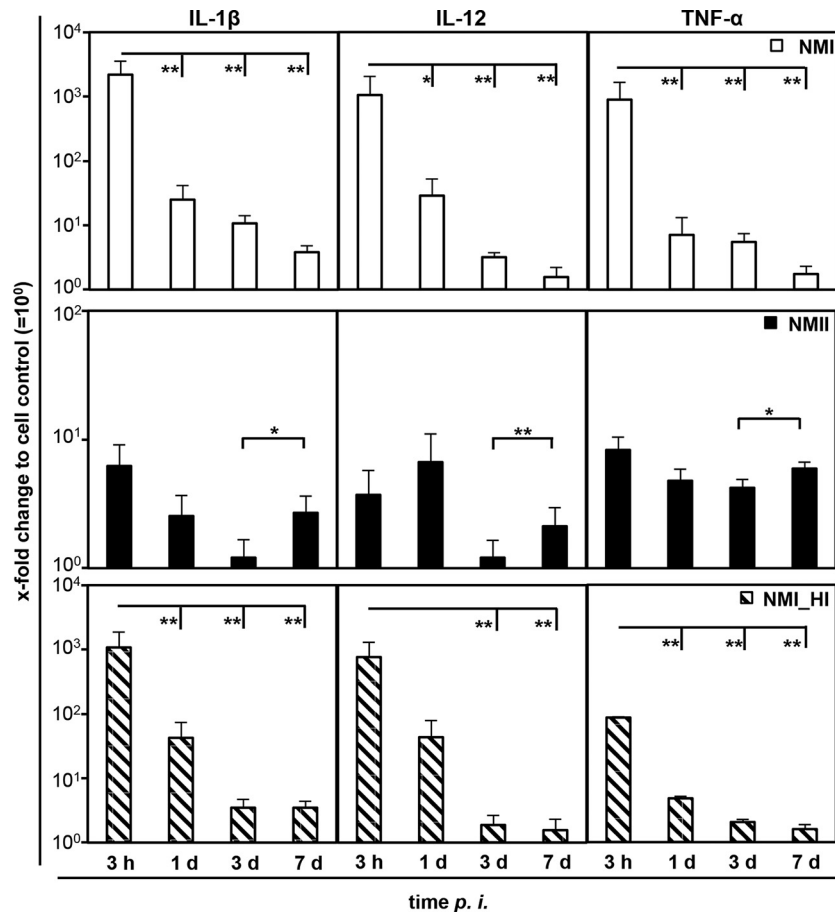 IL-1β IL-12 TNF-α
x-fold change to cell control (=10⁰)
10⁴
10³
10²
10¹
10⁰
** ** **
* ** **
** ** **
NMI
10²
10¹
10⁰
*
**
*
NMII
10⁴
10³
10²
10¹
10⁰
** ** **
** **
** ** **
NMI_HI
3 h 1 d 3 d 7 d 3 h 1 d 3 d 7 d 3 h 1 d 3 d 7 d
time p. i.